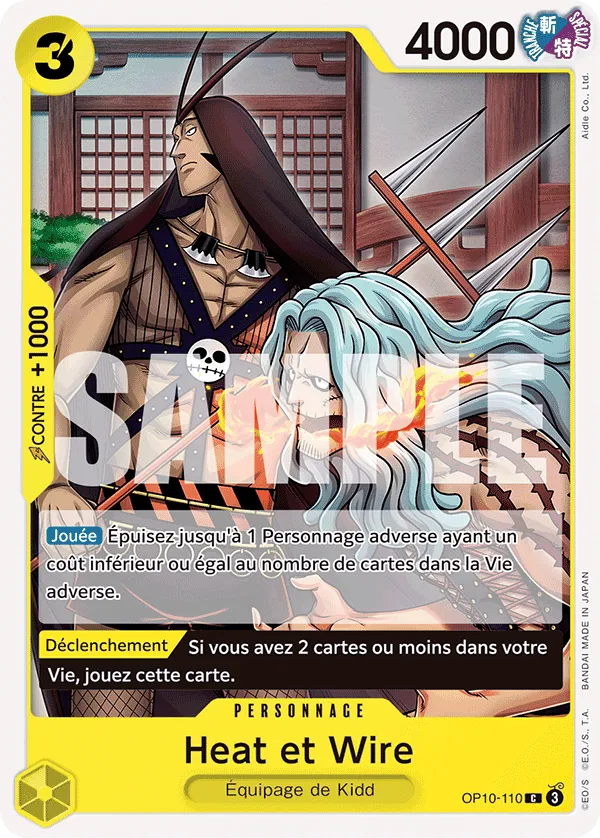 3
4000
斬
特
TRANCHE
SPÉCIAL
Aidle Co., Ltd.
CONTRE +1000
SAMPLE
Jouée Épuisez jusqu'à 1 Personnage adverse ayant un
coût inférieur ou égal au nombre de cartes dans la Vie
adverse.
Déclenchement Si vous avez 2 cartes ou moins dans votre
Vie, jouez cette carte.
PERSONNAGE
Heat et Wire
Équipage de Kidd
OP10-110 C 3
©EO/S ©E.O./S., T.A. BANDAI MADE IN JAPAN